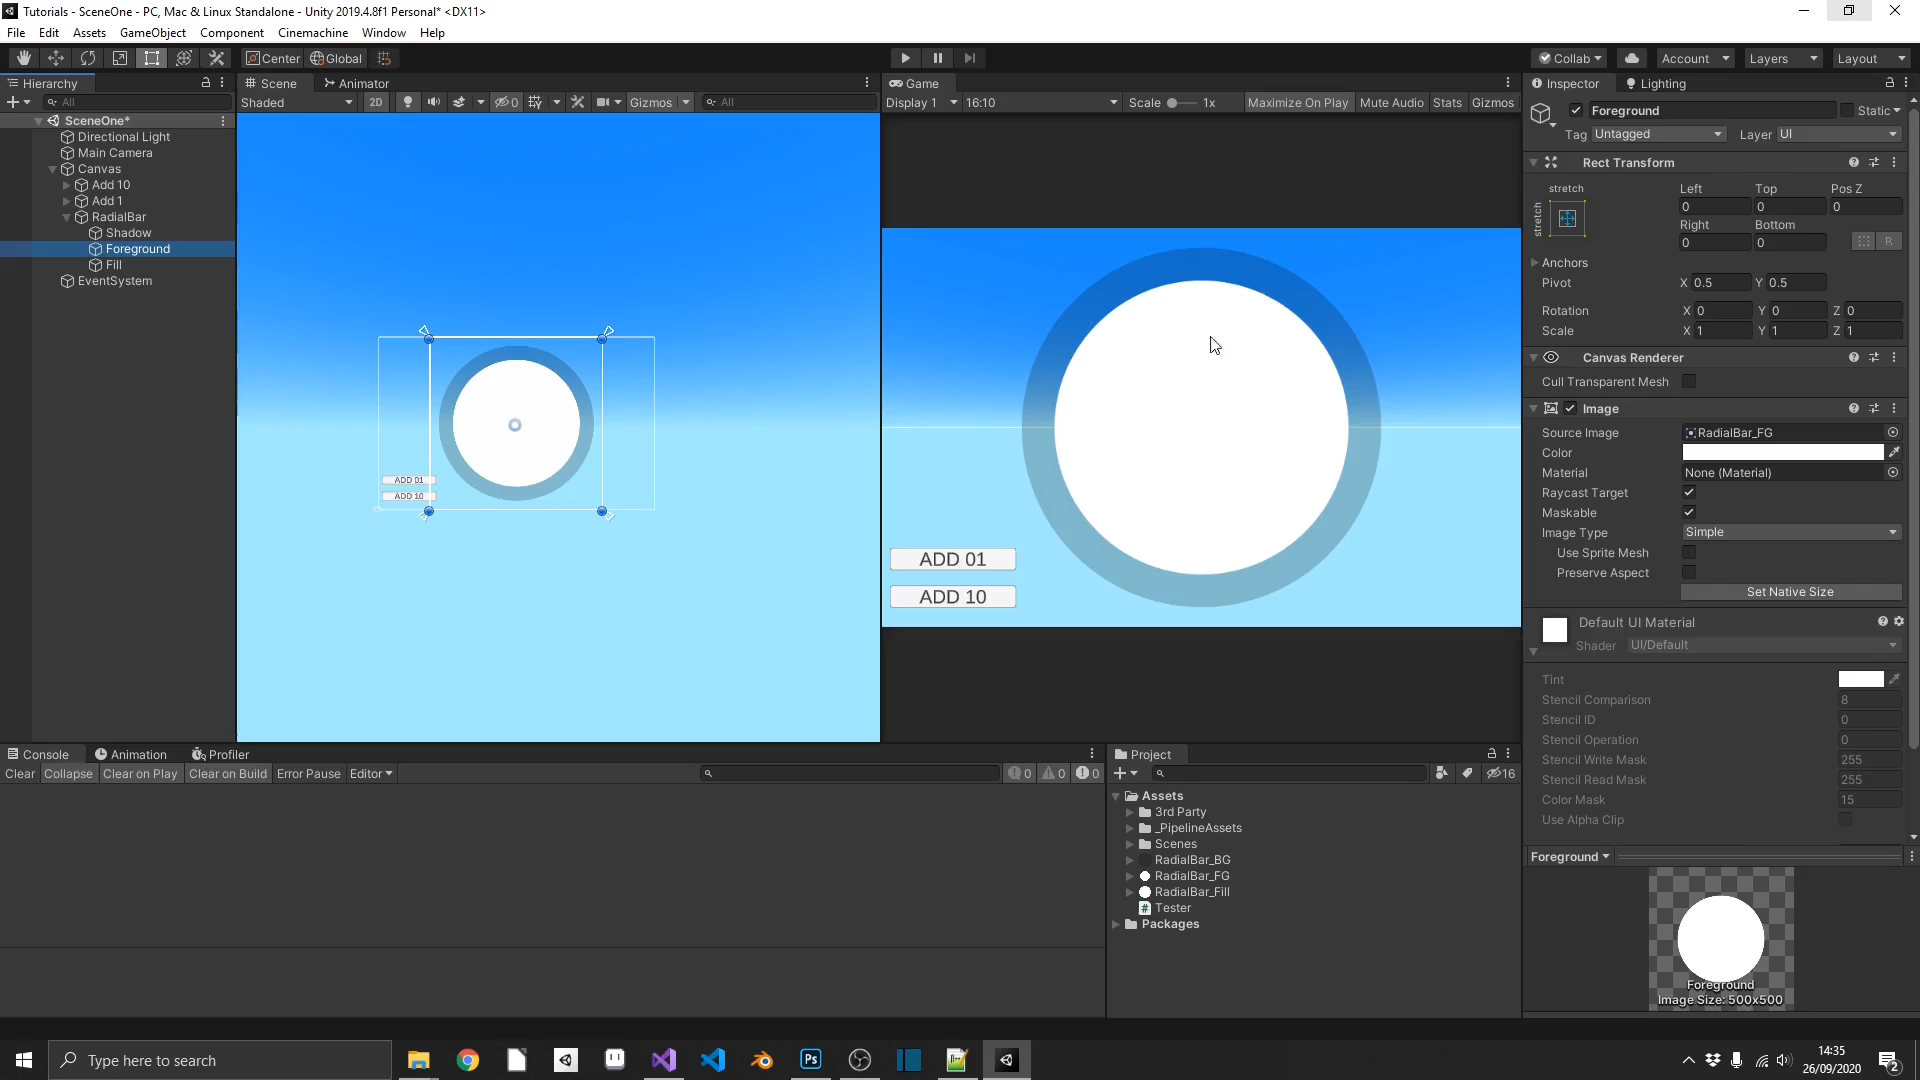 Tutorials - SceneOne - PC, Mac & Linux Standalone - Unity 2019.4.8f1 Personal* <DX11>
File Edit Assets GameObject Component Cinemachine Window Help
Center Global Collab Account Layers Layout
Hierarchy
All
SceneOne*
Directional Light
Main Camera
Canvas
Add 10
Add 1
RadialBar
Shadow
Foreground
Fill
EventSystem
Scene Animator
Shaded 2D 0 Gizmos All
ADD 01
ADD 10
Game
Display 1 16:10 Scale 1x Maximize On Play Mute Audio Stats Gizmos
ADD 01
ADD 10
Inspector Lighting
Foreground Static
Tag Untagged Layer UI
Rect Transform
stretch Left Top Pos Z
stretch 0 0 0
Right Bottom
0 0 R
Anchors
Pivot X 0.5 Y 0.5
Rotation X 0 Y 0 Z 0
Scale X 1 Y 1 Z 1
Canvas Renderer
Cull Transparent Mesh
Image
Source Image RadialBar_FG
Color
Material None (Material)
Raycast Target
Maskable
Image Type Simple
Use Sprite Mesh
Preserve Aspect
Set Native Size
Default UI Material
Shader UI/Default
Tint
Stencil Comparison 8
Stencil ID 0
Stencil Operation 0
Stencil Write Mask 255
Stencil Read Mask 255
Color Mask 15
Use Alpha Clip
Foreground
Foreground
Image Size: 500x500
Console Animation Profiler
Clear Collapse Clear on Play Clear on Build Error Pause Editor 0 0 0
Project
16
Assets
3rd Party
_PipelineAssets
Scenes
RadialBar_BG
RadialBar_FG
RadialBar_Fill
# Tester
Packages
Type here to search
Ps
14:35
26/09/2020
2